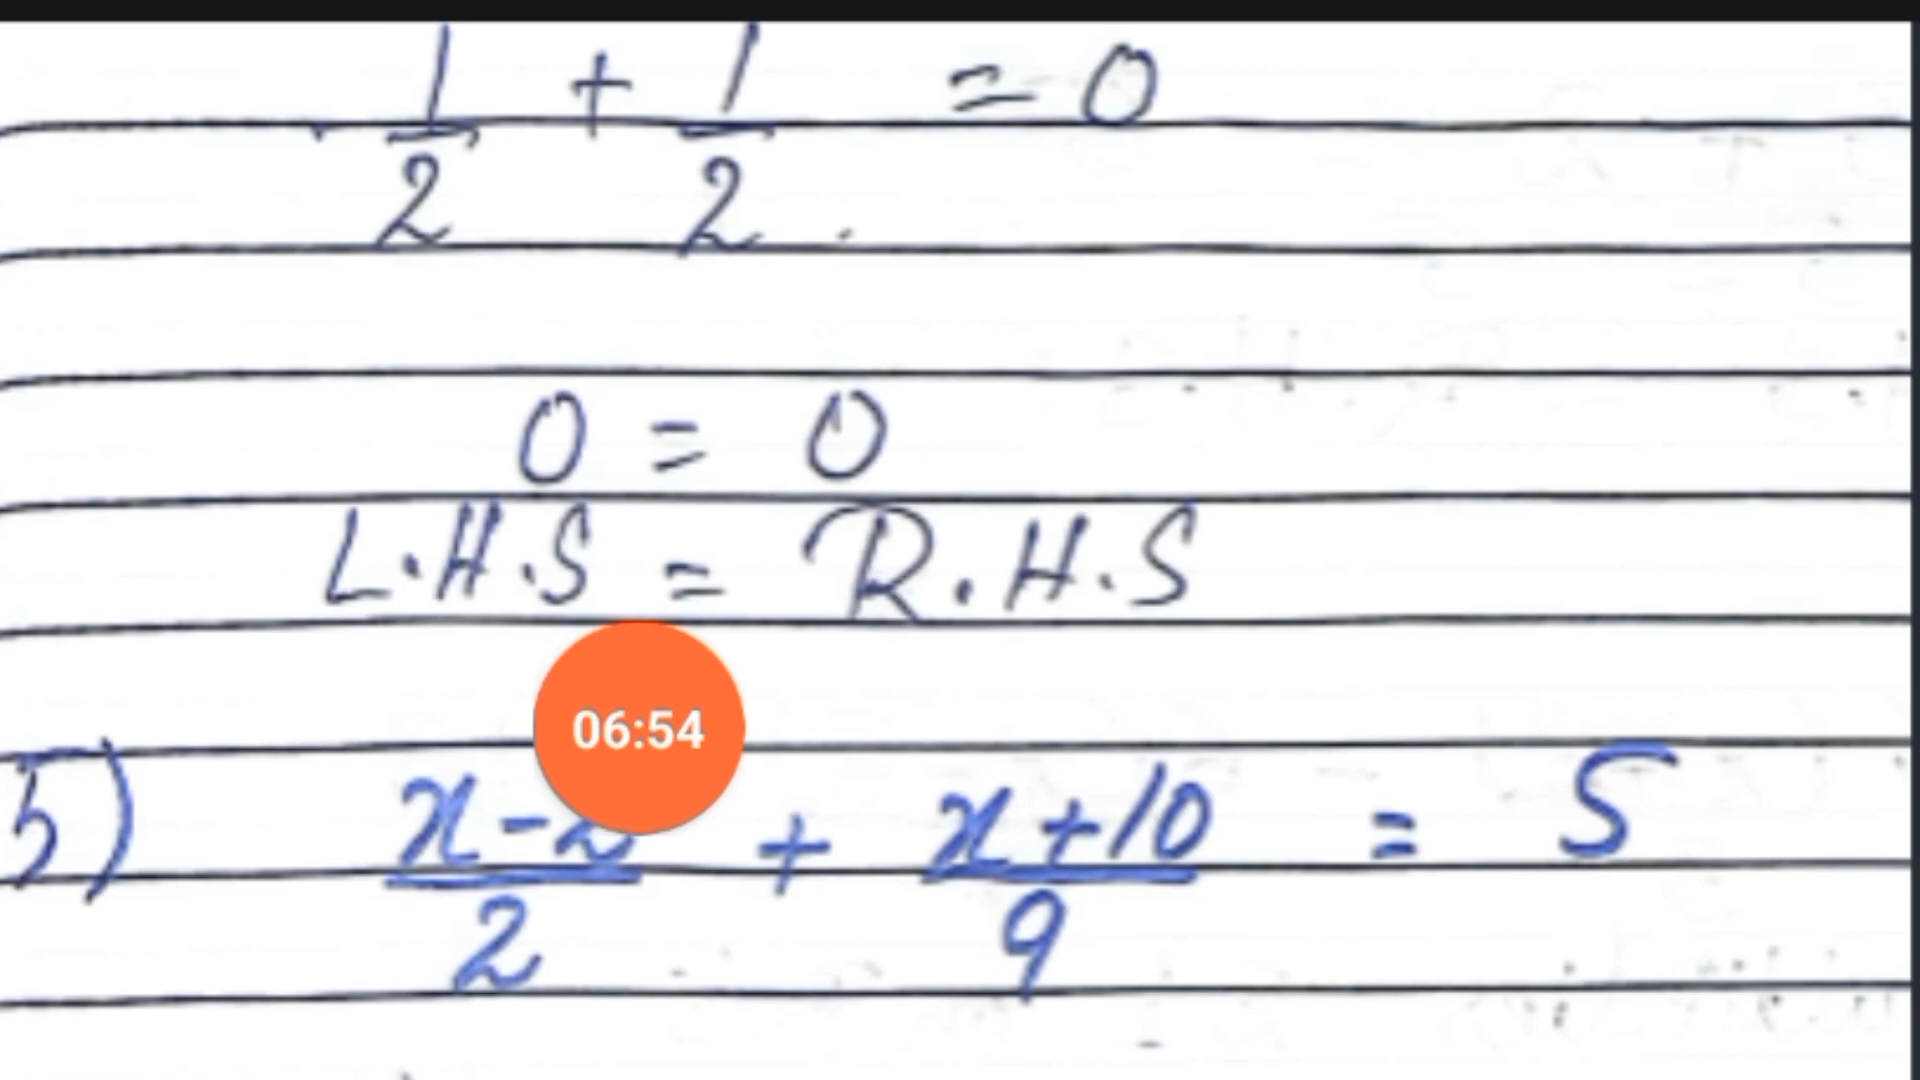 - 1/2 + 1/2 = 0
0 = 0
L.H.S = R.H.S
06:54
5) x-2/2 + x+10/9 = 5